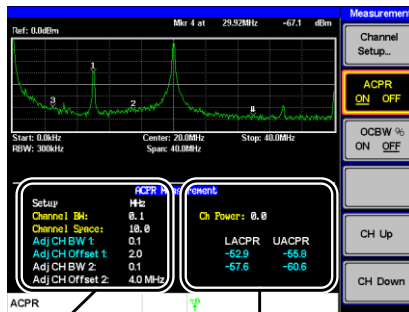 Measurement
Mkr 4 at 29.92MHz -67.1 dBm
Ref: 0.0dBm
Channel
Setup...
1
3
2
ACPR
ON OFF
Start: 0.0kHz Center: 20.0MHz Stop: 40.0MHz
RBW: 300kHz Span: 40.0MHz
OCBW %
ON OFF
ACPR Measurement
Setup MHz
Channel BW: 0.1 Ch Power: 0.0
Channel Space: 10.0
Adj CH BW 1: 0.1 LACPR UACPR
Adj CH Offset 1: 2.0 -52.9 -55.8
Adj CH BW 2: 0.1 -57.6 -60.6
Adj CH Offset 2: 4.0 MHz
CH Up
CH Down
ACPR